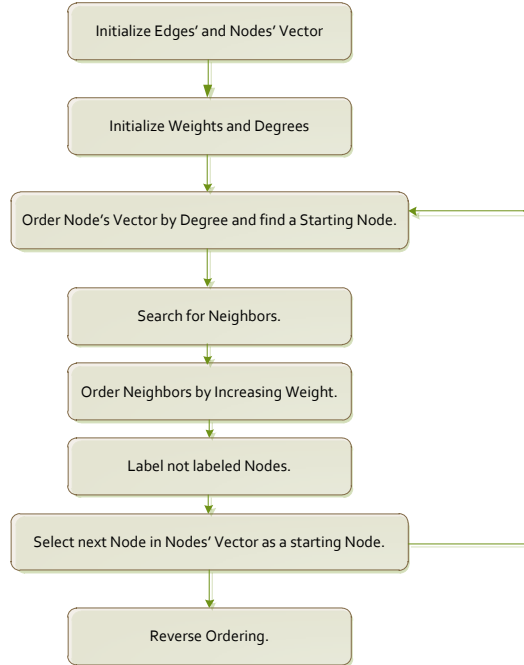 Initialize Edges’ and Nodes’ Vector
Initialize Weights and Degrees
Order Node’s Vector by Degree and find a Starting Node.
Search for Neighbors.
Order Neighbors by Increasing Weight.
Label not labeled Nodes.
Select next Node in Nodes’ Vector as a starting Node.
Reverse Ordering.